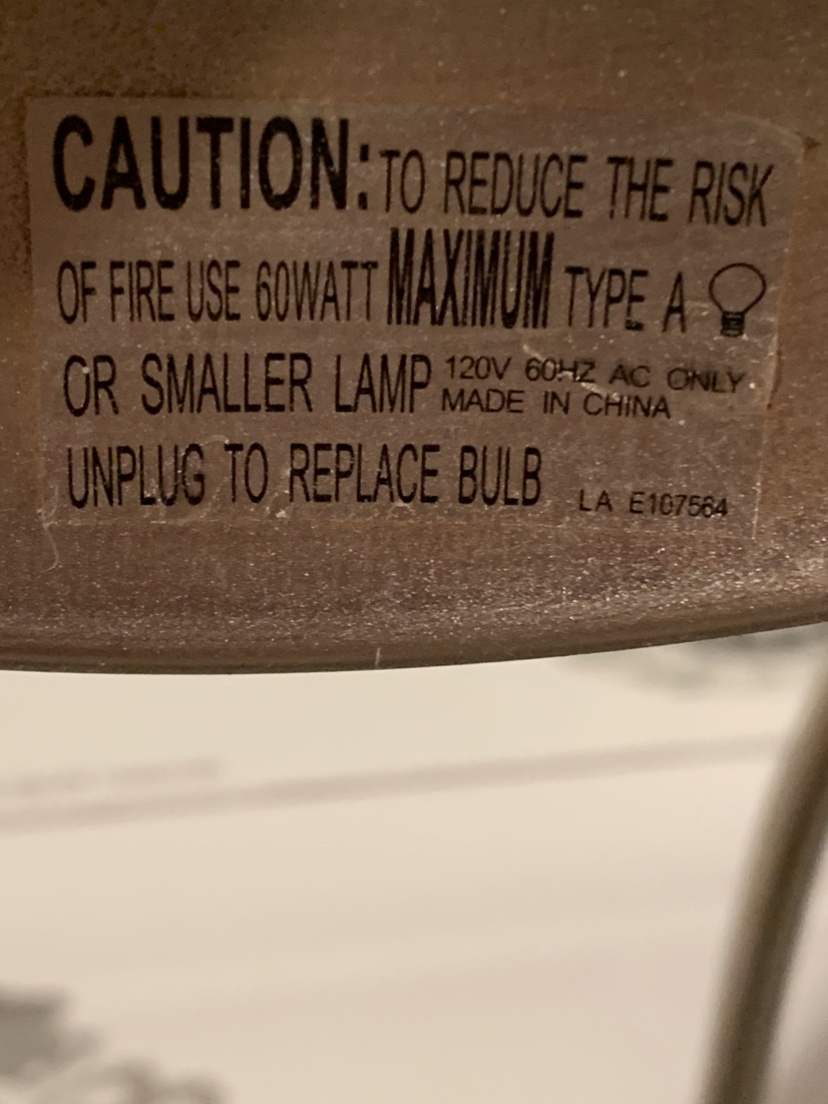 CAUTION: TO REDUCE THE RISK
OF FIRE USE 60WATT MAXIMUM TYPE A
OR SMALLER LAMP 120V 60HZ AC ONLY
MADE IN CHINA
UNPLUG TO REPLACE BULB LA E107564